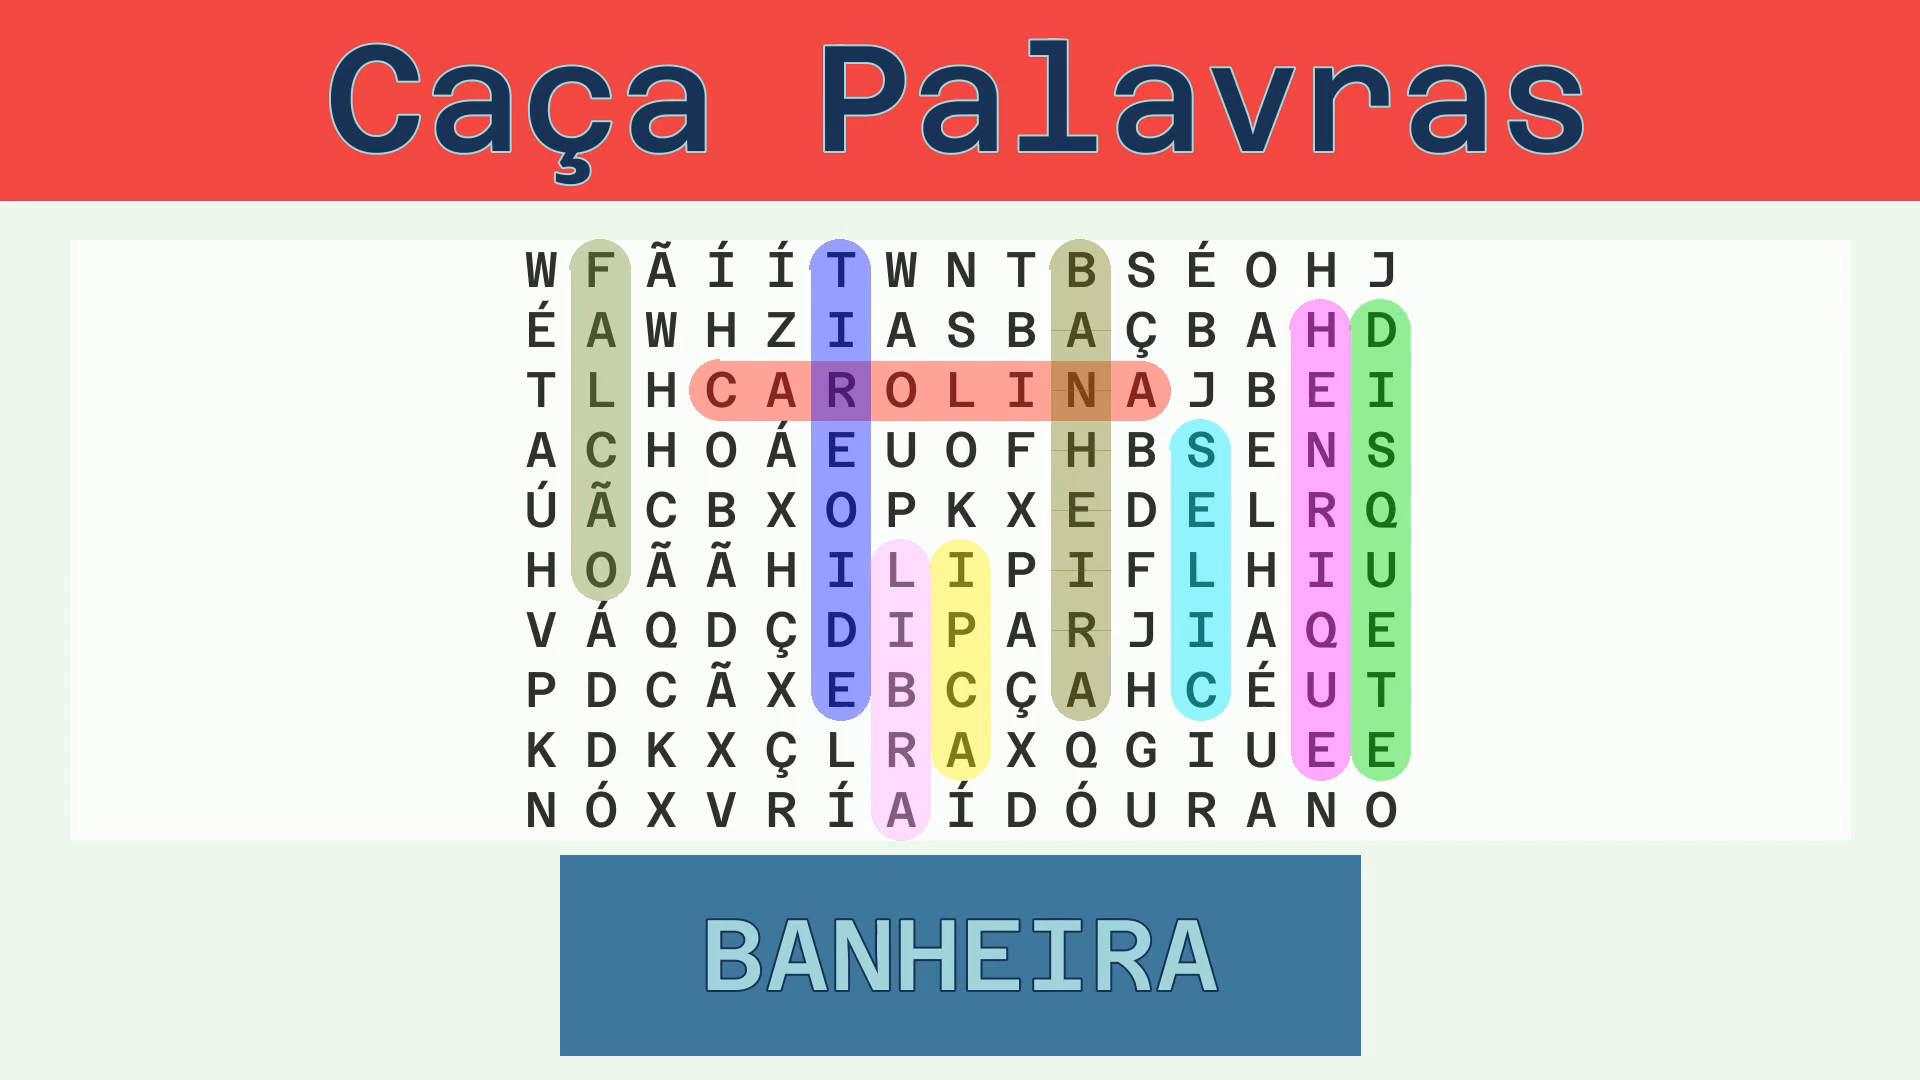 Caça Palavras
W F Ã Í Í T W N T B S É O H J
É A W H Z I A S B A Ç B A H D
T L H C A R O L I N A J B E I
A C H O Á E U O F H B S E N S
Ú Ã C B X O P K X E D E L R Q
H O Ã Ã H I L I P I F L H I U
V Á Q D Ç D I P A R J I A Q E
P D C Ã X E B C Ç A H C É U T
K D K X Ç L R A X Q G I U E E
N Ó X V R Í A Í D Ó U R A N O
BANHEIRA